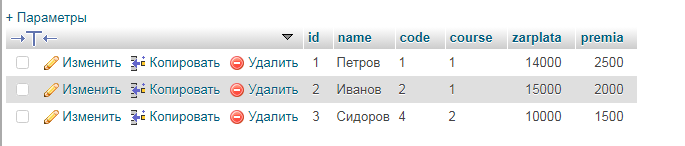 + Параметры
id name code course zarplata premia
Изменить Копировать Удалить 1 Петров 1 1 14000 2500
Изменить Копировать Удалить 2 Иванов 2 1 15000 2000
Изменить Копировать Удалить 3 Сидоров 4 2 10000 1500